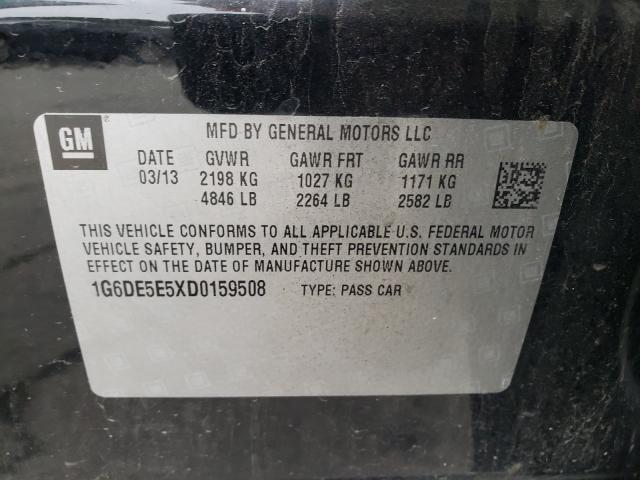 GM
MFD BY GENERAL MOTORS LLC
DATE GVWR GAWR FRT GAWR RR
03/13 2198 KG 1027 KG 1171 KG
4846 LB 2264 LB 2582 LB
THIS VEHICLE CONFORMS TO ALL APPLICABLE U.S. FEDERAL MOTOR
VEHICLE SAFETY, BUMPER, AND THEFT PREVENTION STANDARDS IN
EFFECT ON THE DATE OF MANUFACTURE SHOWN ABOVE.
1G6DE5E5XD0159508 TYPE: PASS CAR